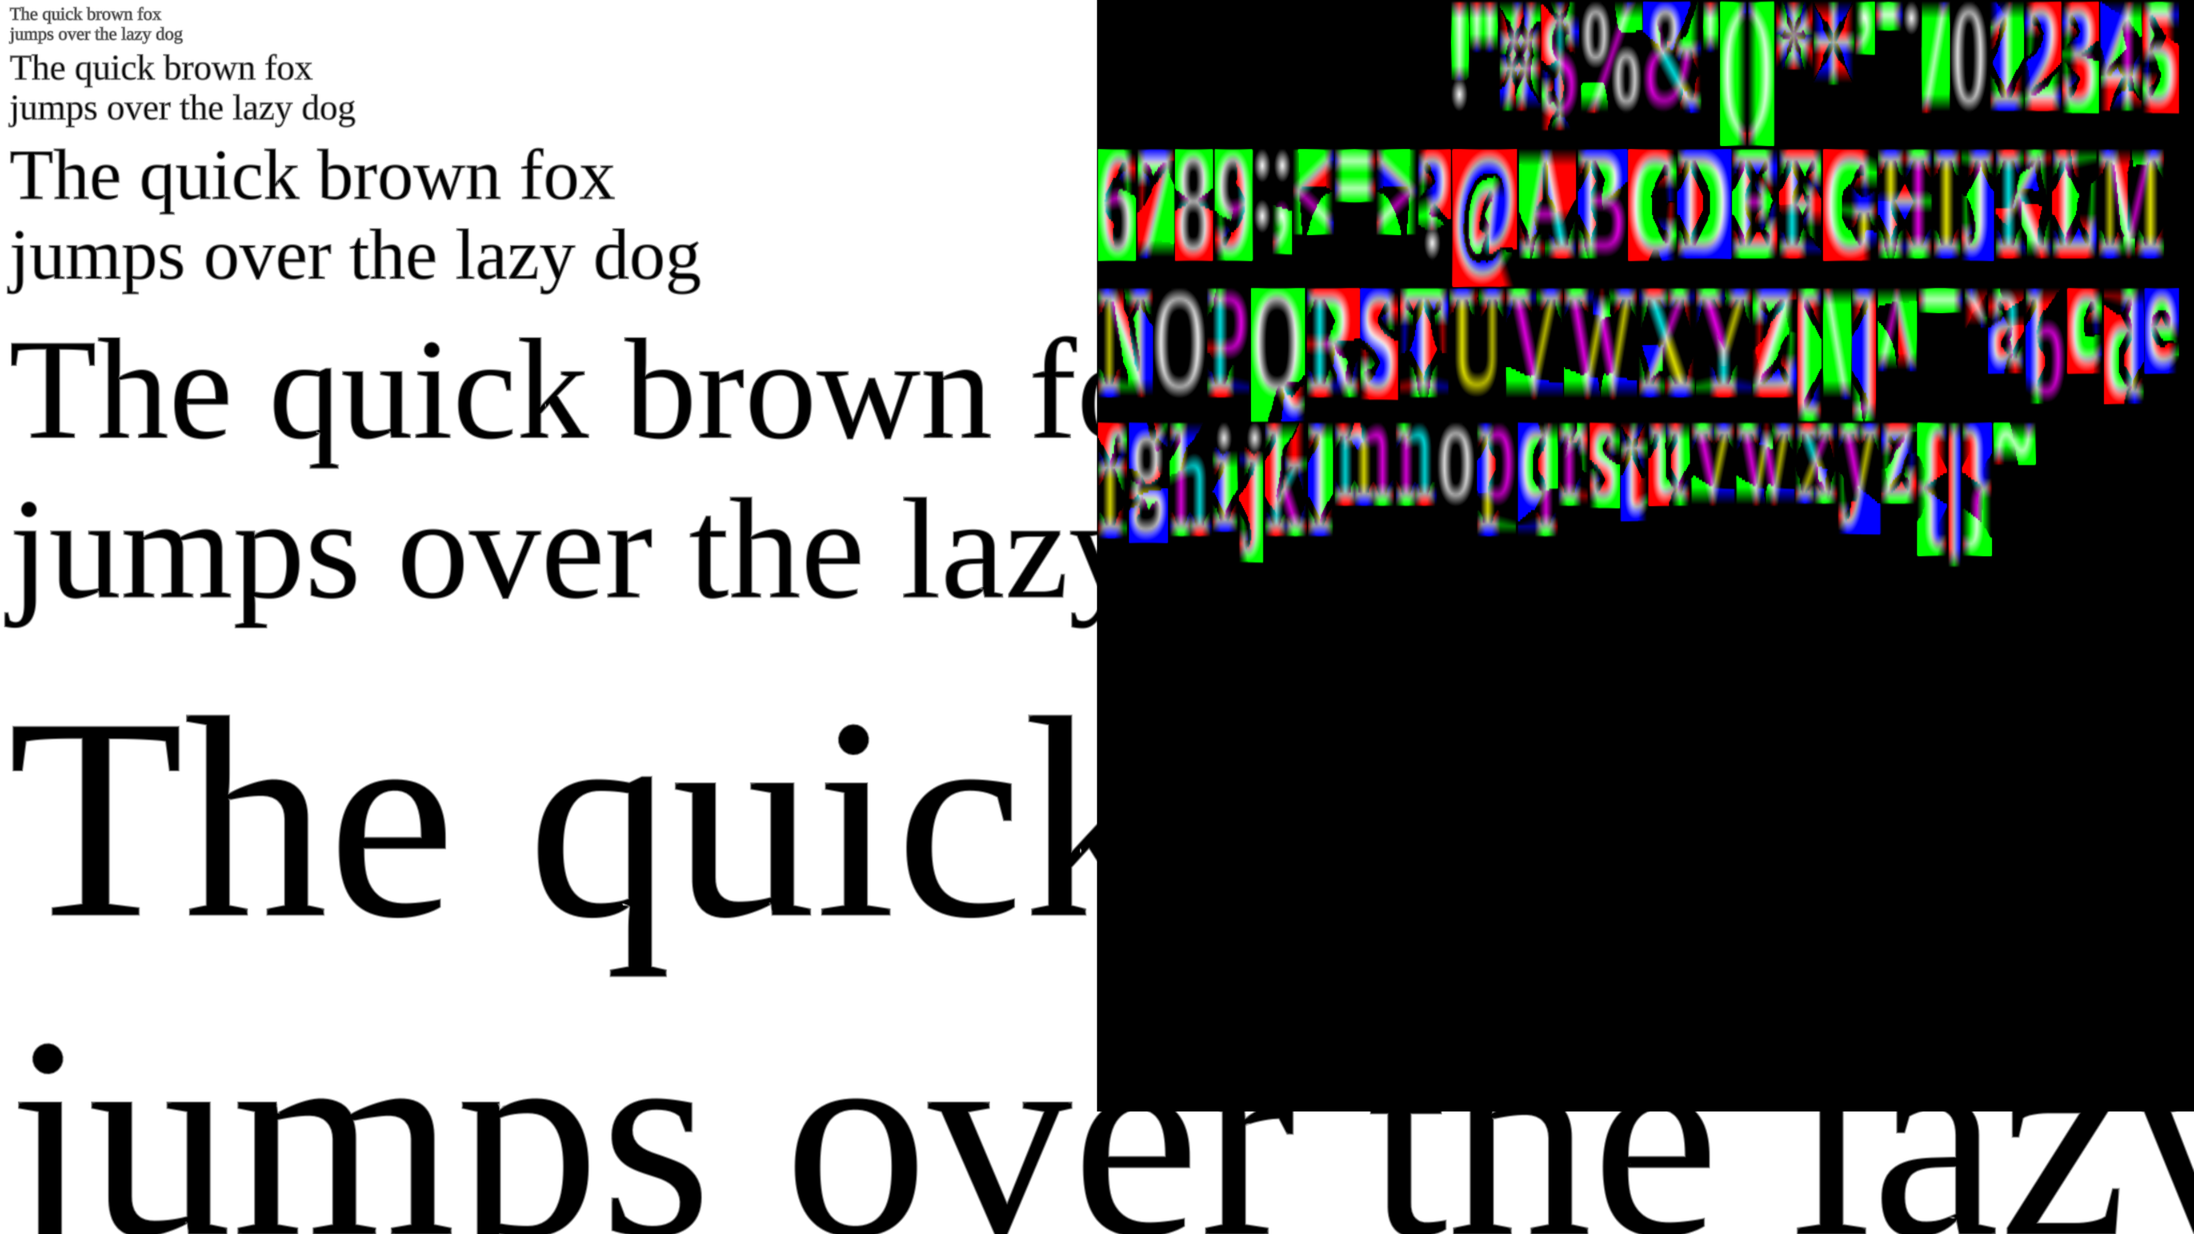 The quick brown fox
jumps over the lazy dog
The quick brown fox
jumps over the lazy dog
The quick brown fox
jumps over the lazy dog
The quick brown fo
jumps over the lazy
The quick
jumps over the lazy
!"#$%&'()*+,-./012345
6789:;<=>?@ABCDEFGHIJKLM
NOPQRSTUVWXYZ[\]^_`abcde
fghijklmnopqrstuvwxyz{|}~